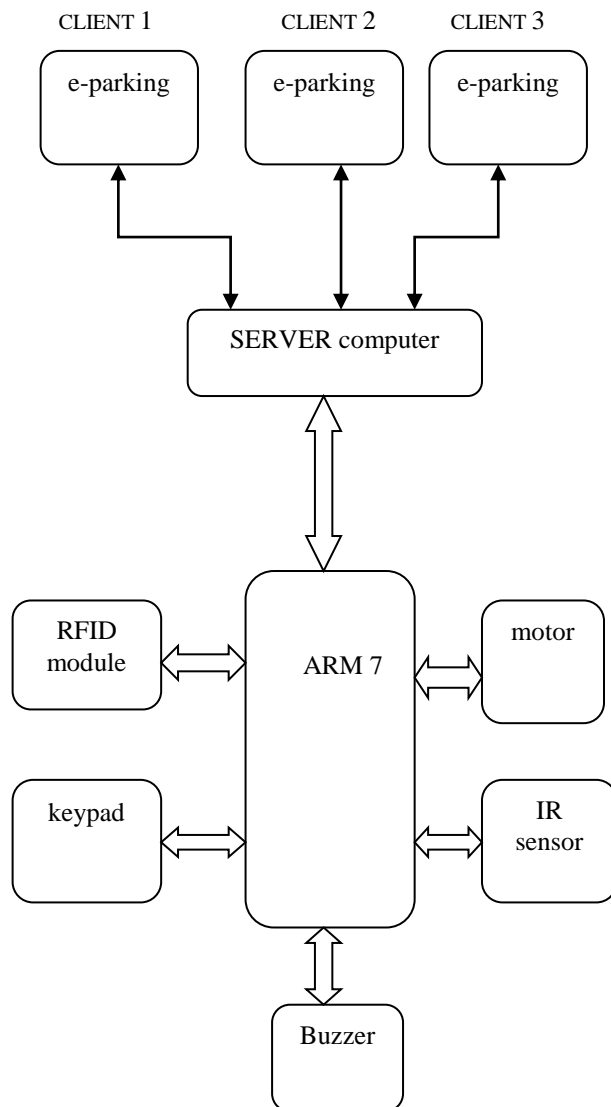 CLIENT 1
CLIENT 2
CLIENT 3
e-parking
e-parking
e-parking
SERVER computer
RFID
module
ARM 7
motor
keypad
IR
sensor
Buzzer